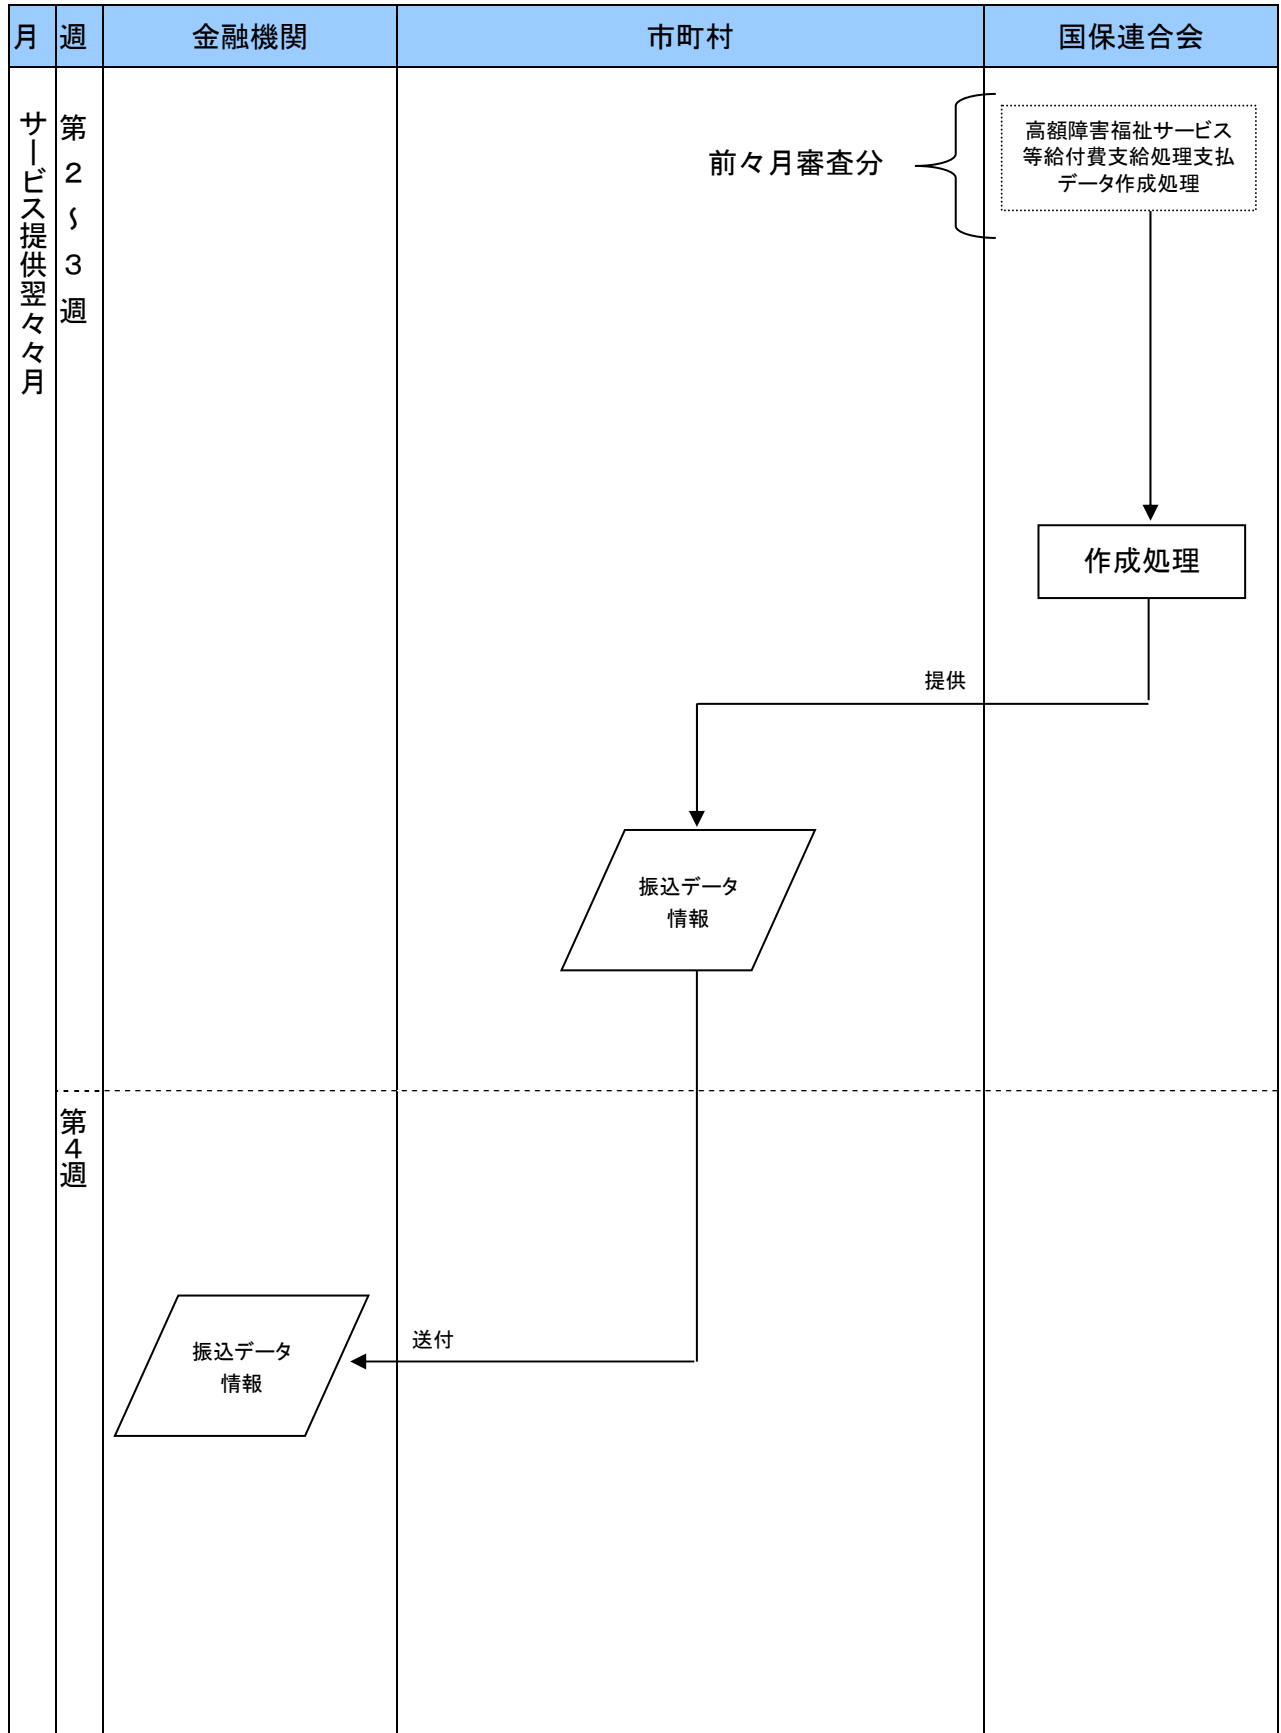 月 週 金融機関 市町村 国保連合会
サービス提供翌々月
第２～３週
前々月審査分
高額障害福祉サービス
等給付費支給処理支払
データ作成処理
作成処理
提供
振込データ
情報
第４週
送付
振込データ
情報